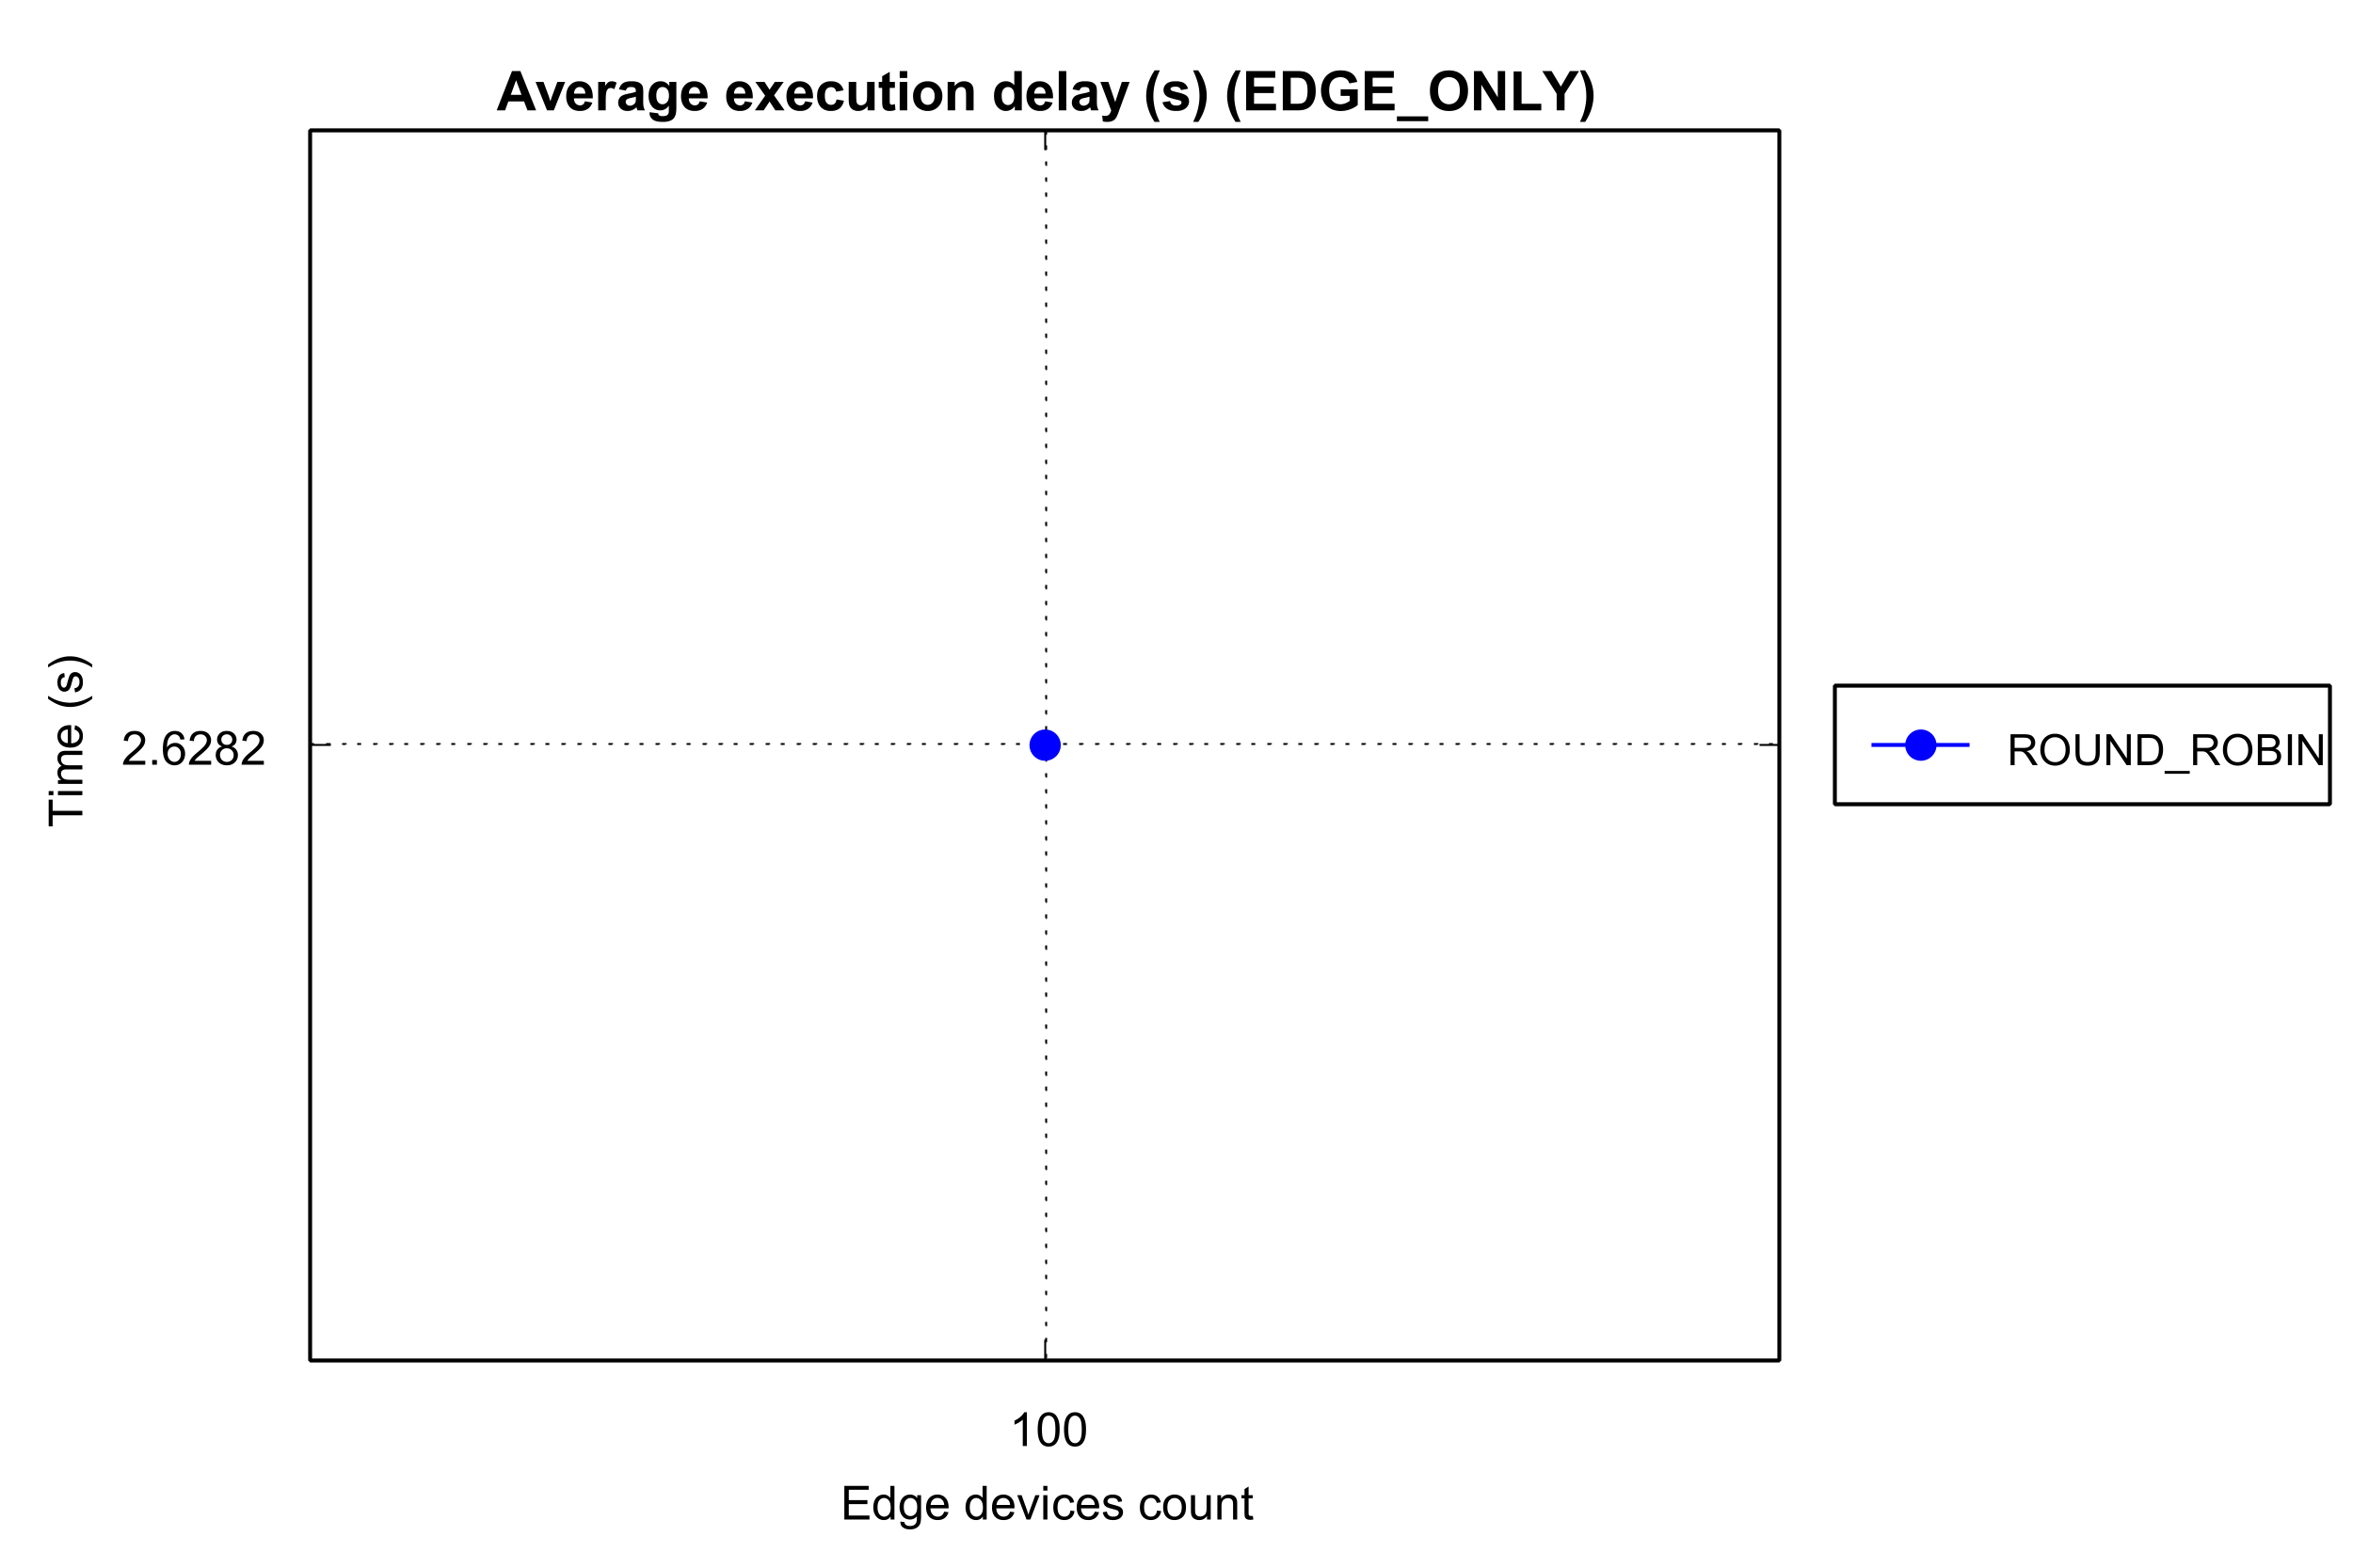 Average execution delay (s)(EDGE_ONLY)
Time (s)
2.6282
ROUND_ROBIN
100
Edge devices count